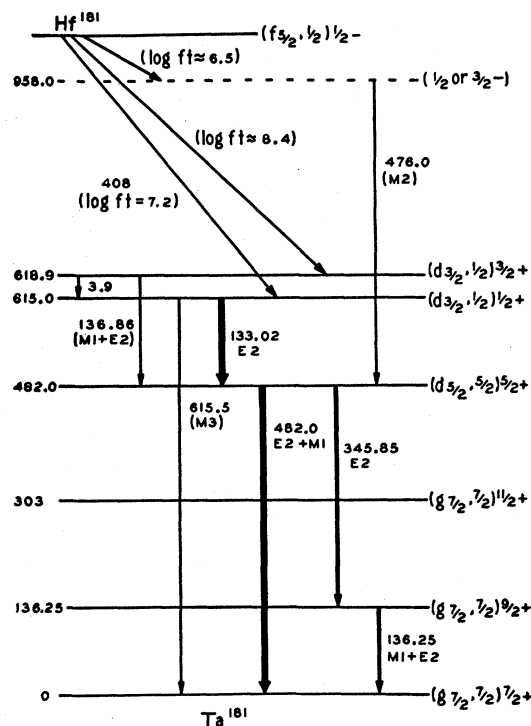 Hf181
(f5/2, 1/2) 1/2 -
(log ft ≈ 6.5)
958.0
(1/2 or 3/2 -)
(log ft ≈ 8.4)
476.0
(M2)
408
(log ft = 7.2)
618.9
(d3/2, 1/2) 3/2 +
3.9
615.0
(d3/2, 1/2) 1/2 +
136.86
(M1 + E2)
133.02
E2
482.0
(d5/2, 5/2) 5/2 +
615.5
(M3)
482.0
E2 + M1
345.85
E2
303
(g7/2, 7/2) 11/2 +
136.25
(g7/2, 7/2) 9/2 +
136.25
M1 + E2
0
(g7/2, 7/2) 7/2 +
Ta181